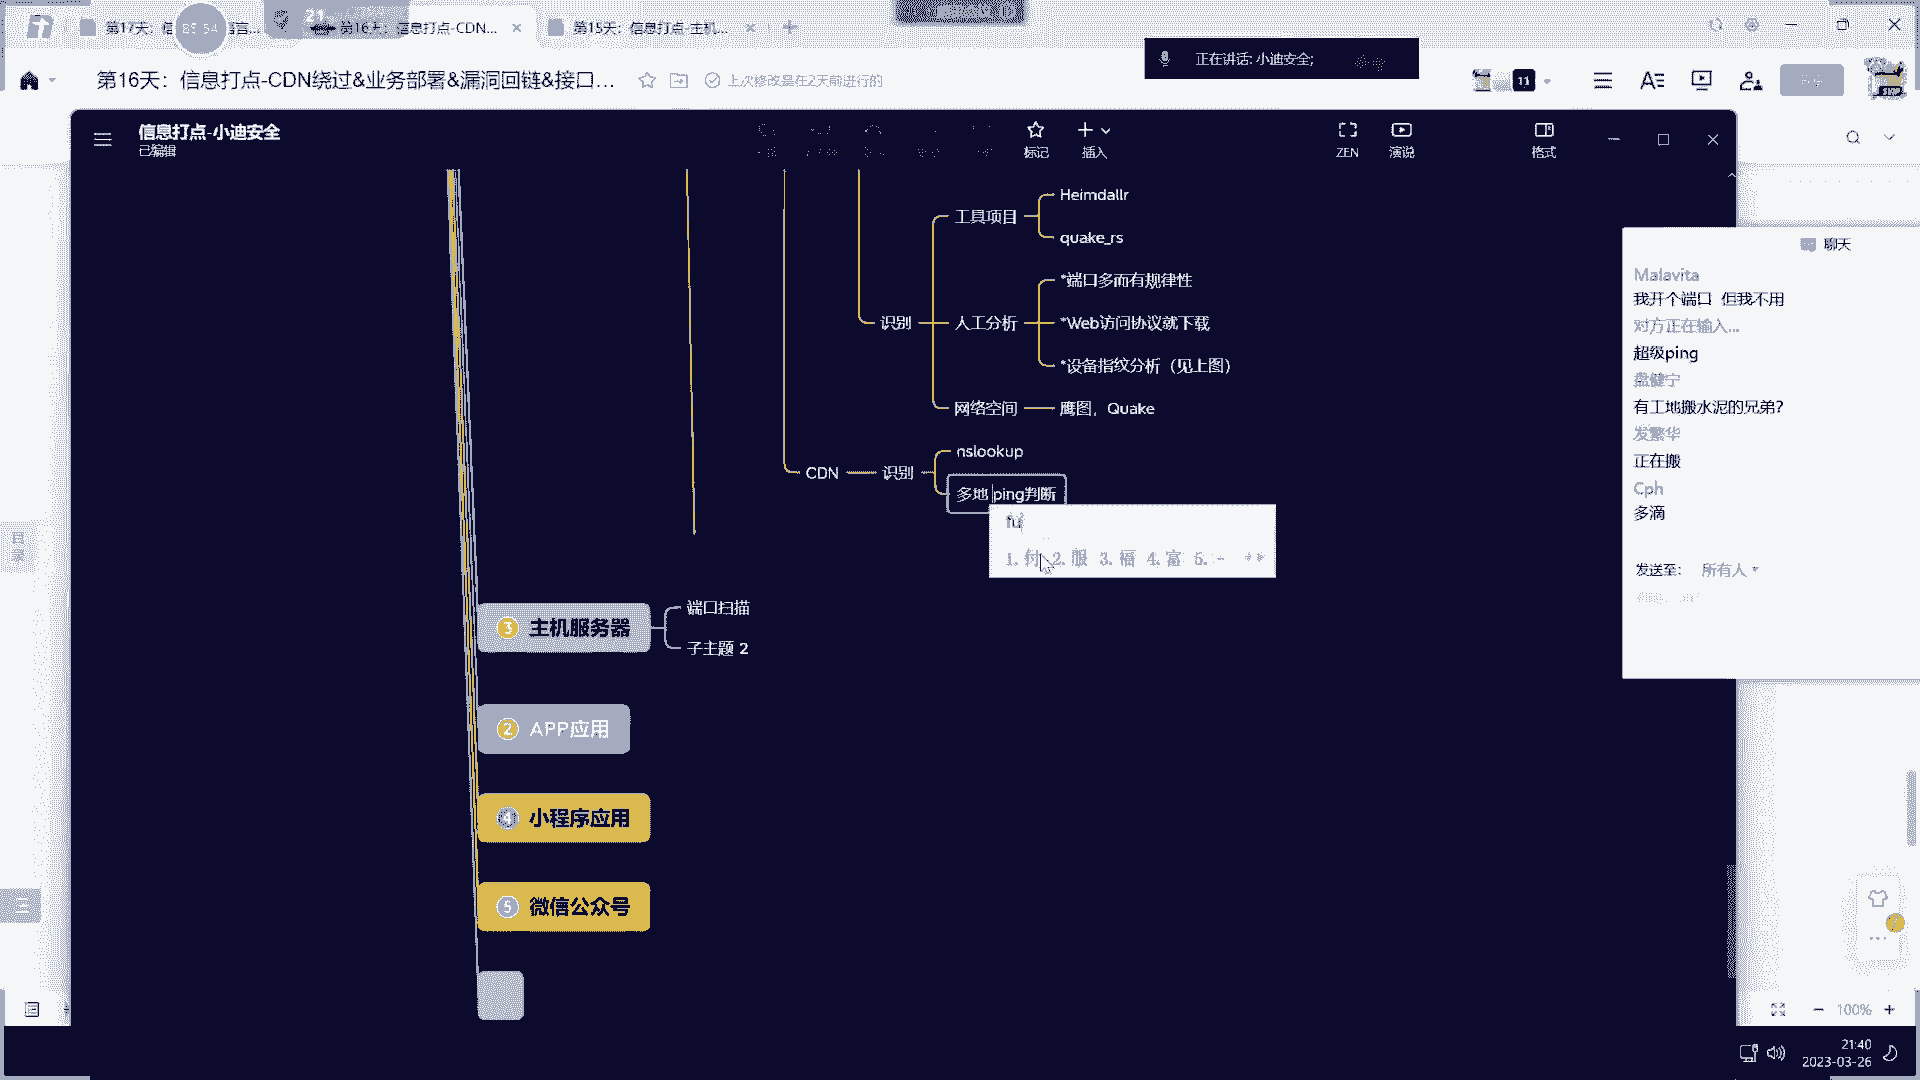 第17天：信
第16天：信息打点-CDN...
第15天：信息打点-主机...
第16天：信息打点-CDN绕过&业务部署&漏洞回链&接口...
上次修改是在2天前进行的
正在讲话: 小迪安全;
11
信息打点-小迪安全
已编辑
标记
插入
ZEN
演说
格式
Heimdallr
工具项目
quake_rs
*端口多而有规律性
识别
人工分析
*Web访问协议就下载
*设备指纹分析（见上图）
网络空间
鹰图，Quake
nslookup
CDN
识别
多地 ping判断
fu
1. 付 2. 服 3. 福 4. 富 5.
3 主机服务器
端口扫描
子主题 2
2 APP应用
4 小程序应用
5 微信公众号
聊天
Malavita
我开个端口 但我不用
对方正在输入...
超级ping
盘健宁
有工地搬水泥的兄弟?
发繁华
正在搬
Cph
多滴
发送至: 所有人
目录
100%
21:40
2023-03-26